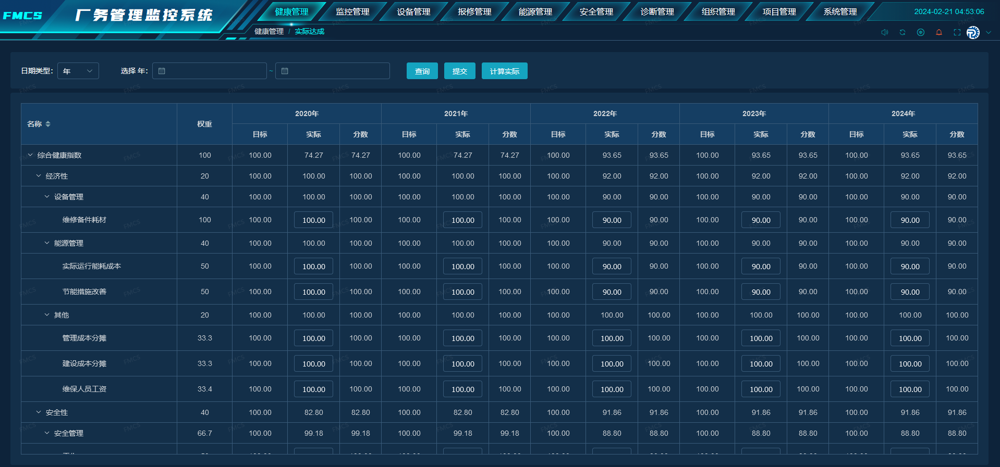 FMCS 厂务管理监控系统 健康管理 监控管理 设备管理 报修管理 能源管理 安全管理 诊断管理 组织管理 项目管理 系统管理 2024-02-21 04:53:06
健康管理 / 实际达成
日期类型: 年 选择 年: ~ 查询 提交 计算实际
名称 权重 2020年 2021年 2022年 2023年 2024年
目标 实际 分数 目标 实际 分数 目标 实际 分数 目标 实际 分数 目标 实际 分数
综合健康指数 100 100.00 74.27 74.27 100.00 74.27 74.27 100.00 93.65 93.65 100.00 93.65 93.65 100.00 93.65 93.65
经济性 20 100.00 100.00 100.00 100.00 100.00 100.00 100.00 92.00 92.00 100.00 92.00 92.00 100.00 92.00 92.00
设备管理 40 100.00 100.00 100.00 100.00 100.00 100.00 100.00 90.00 90.00 100.00 90.00 90.00 100.00 90.00 90.00
维修备件耗材 100 100.00 100.00 100.00 100.00 100.00 100.00 100.00 90.00 90.00 100.00 90.00 90.00 100.00 90.00 90.00
能源管理 40 100.00 100.00 100.00 100.00 100.00 100.00 100.00 90.00 90.00 100.00 90.00 90.00 100.00 90.00 90.00
实际运行能耗成本 50 100.00 100.00 100.00 100.00 100.00 100.00 100.00 90.00 90.00 100.00 90.00 90.00 100.00 90.00 90.00
节能措施改善 50 100.00 100.00 100.00 100.00 100.00 100.00 100.00 90.00 90.00 100.00 90.00 90.00 100.00 90.00 90.00
其他 20 100.00 100.00 100.00 100.00 100.00 100.00 100.00 100.00 100.00 100.00 100.00 100.00 100.00 100.00 100.00
管理成本分摊 33.3 100.00 100.00 100.00 100.00 100.00 100.00 100.00 100.00 100.00 100.00 100.00 100.00 100.00 100.00 100.00
建设成本分摊 33.3 100.00 100.00 100.00 100.00 100.00 100.00 100.00 100.00 100.00 100.00 100.00 100.00 100.00 100.00 100.00
维保人员工资 33.4 100.00 100.00 100.00 100.00 100.00 100.00 100.00 100.00 100.00 100.00 100.00 100.00 100.00 100.00 100.00
安全性 40 100.00 82.80 82.80 100.00 82.80 82.80 100.00 91.86 91.86 100.00 91.86 91.86 100.00 91.86 91.86
安全管理 66.7 100.00 99.18 99.18 100.00 99.18 99.18 100.00 88.80 88.80 100.00 88.80 88.80 100.00 88.80 88.80